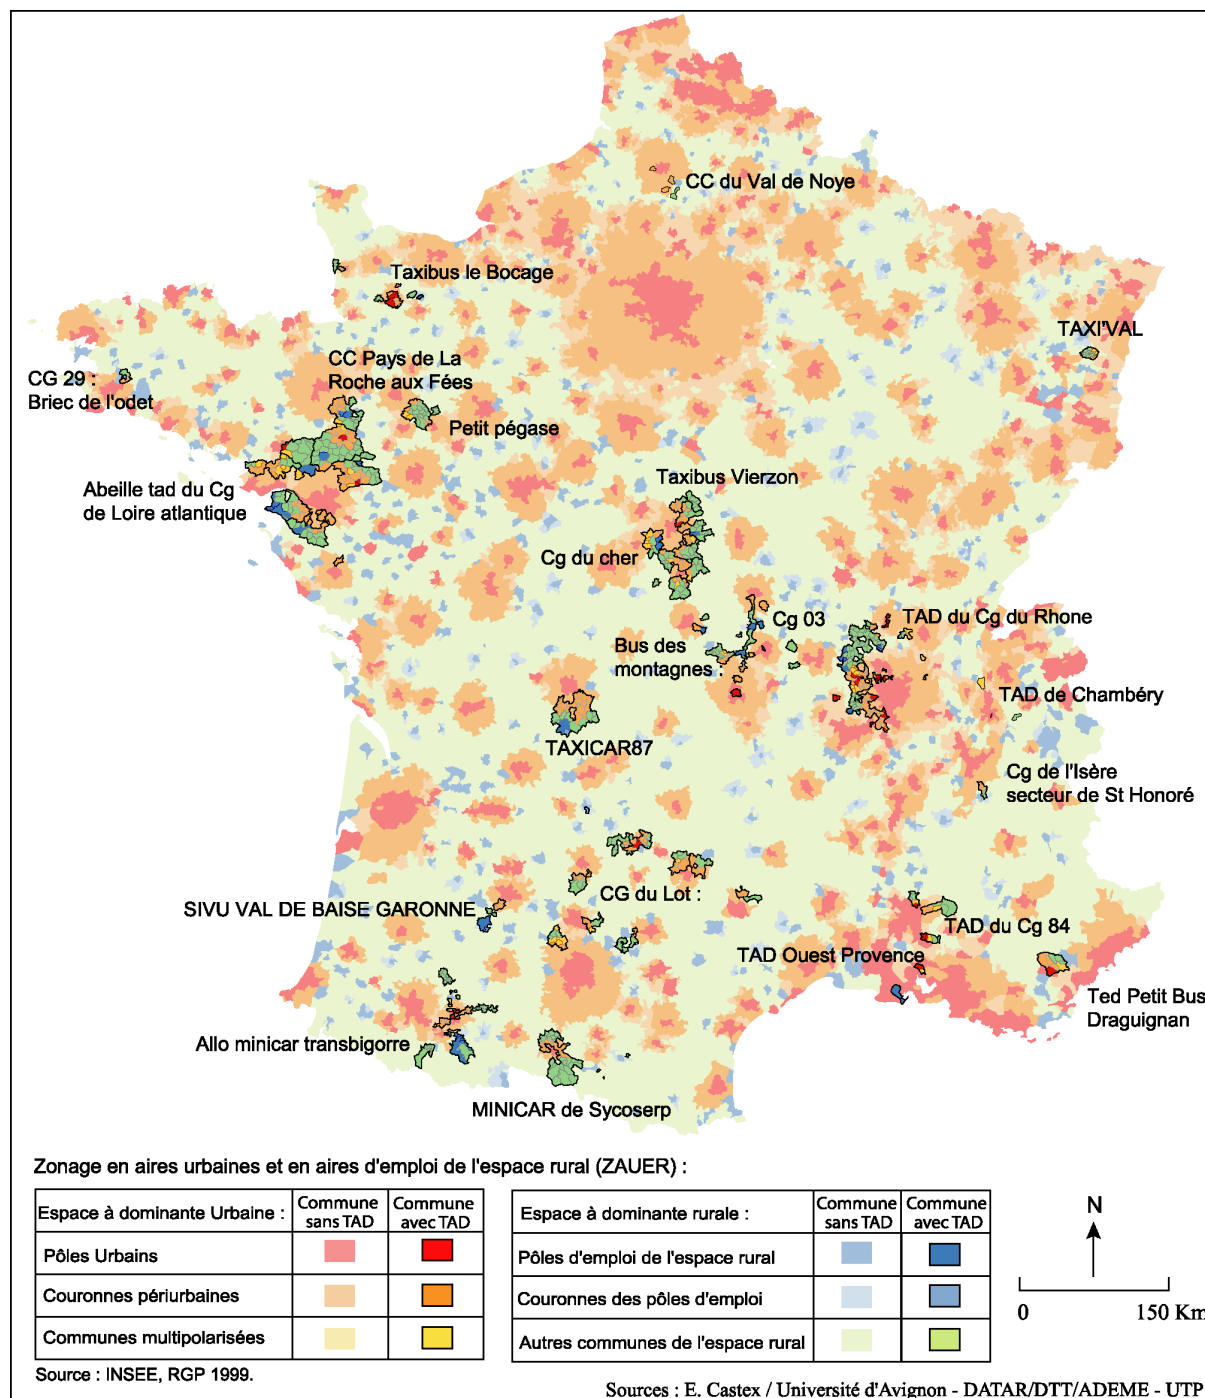 CC du Val de Noye
Taxibus le Bocage
TAXI'VAL
CC Pays de La
Roche aux Fées
CG 29 :
Briec de l'odet
Petit pégase
Taxibus Vierzon
Abeille tad du Cg
de Loire atlantique
Cg du cher
Cg 03
TAD du Cg du Rhone
Bus des
montagnes :
TAD de Chambéry
TAXICAR87
Cg de l'Isère
secteur de St Honoré
CG du Lot :
SIVU VAL DE BAISE GARONNE
TAD du Cg 84
TAD Ouest Provence
Ted Petit Bus
Draguignan
Allo minicar transbigorre
MINICAR de Sycoserp
Zonage en aires urbaines et en aires d'emploi de l'espace rural (ZAUER) :
Espace à dominante Urbaine :
Commune
sans TAD
Commune
avec TAD
Pôles Urbains
Couronnes périurbaines
Communes multipolarisées
Espace à dominante rurale :
Commune
sans TAD
Commune
avec TAD
Pôles d'emploi de l'espace rural
Couronnes des pôles d'emploi
Autres communes de l'espace rural
N
0 150 Km
Source : INSEE, RGP 1999.
Sources : E. Castex / Université d'Avignon - DATAR/DTT/ADEME - UTP